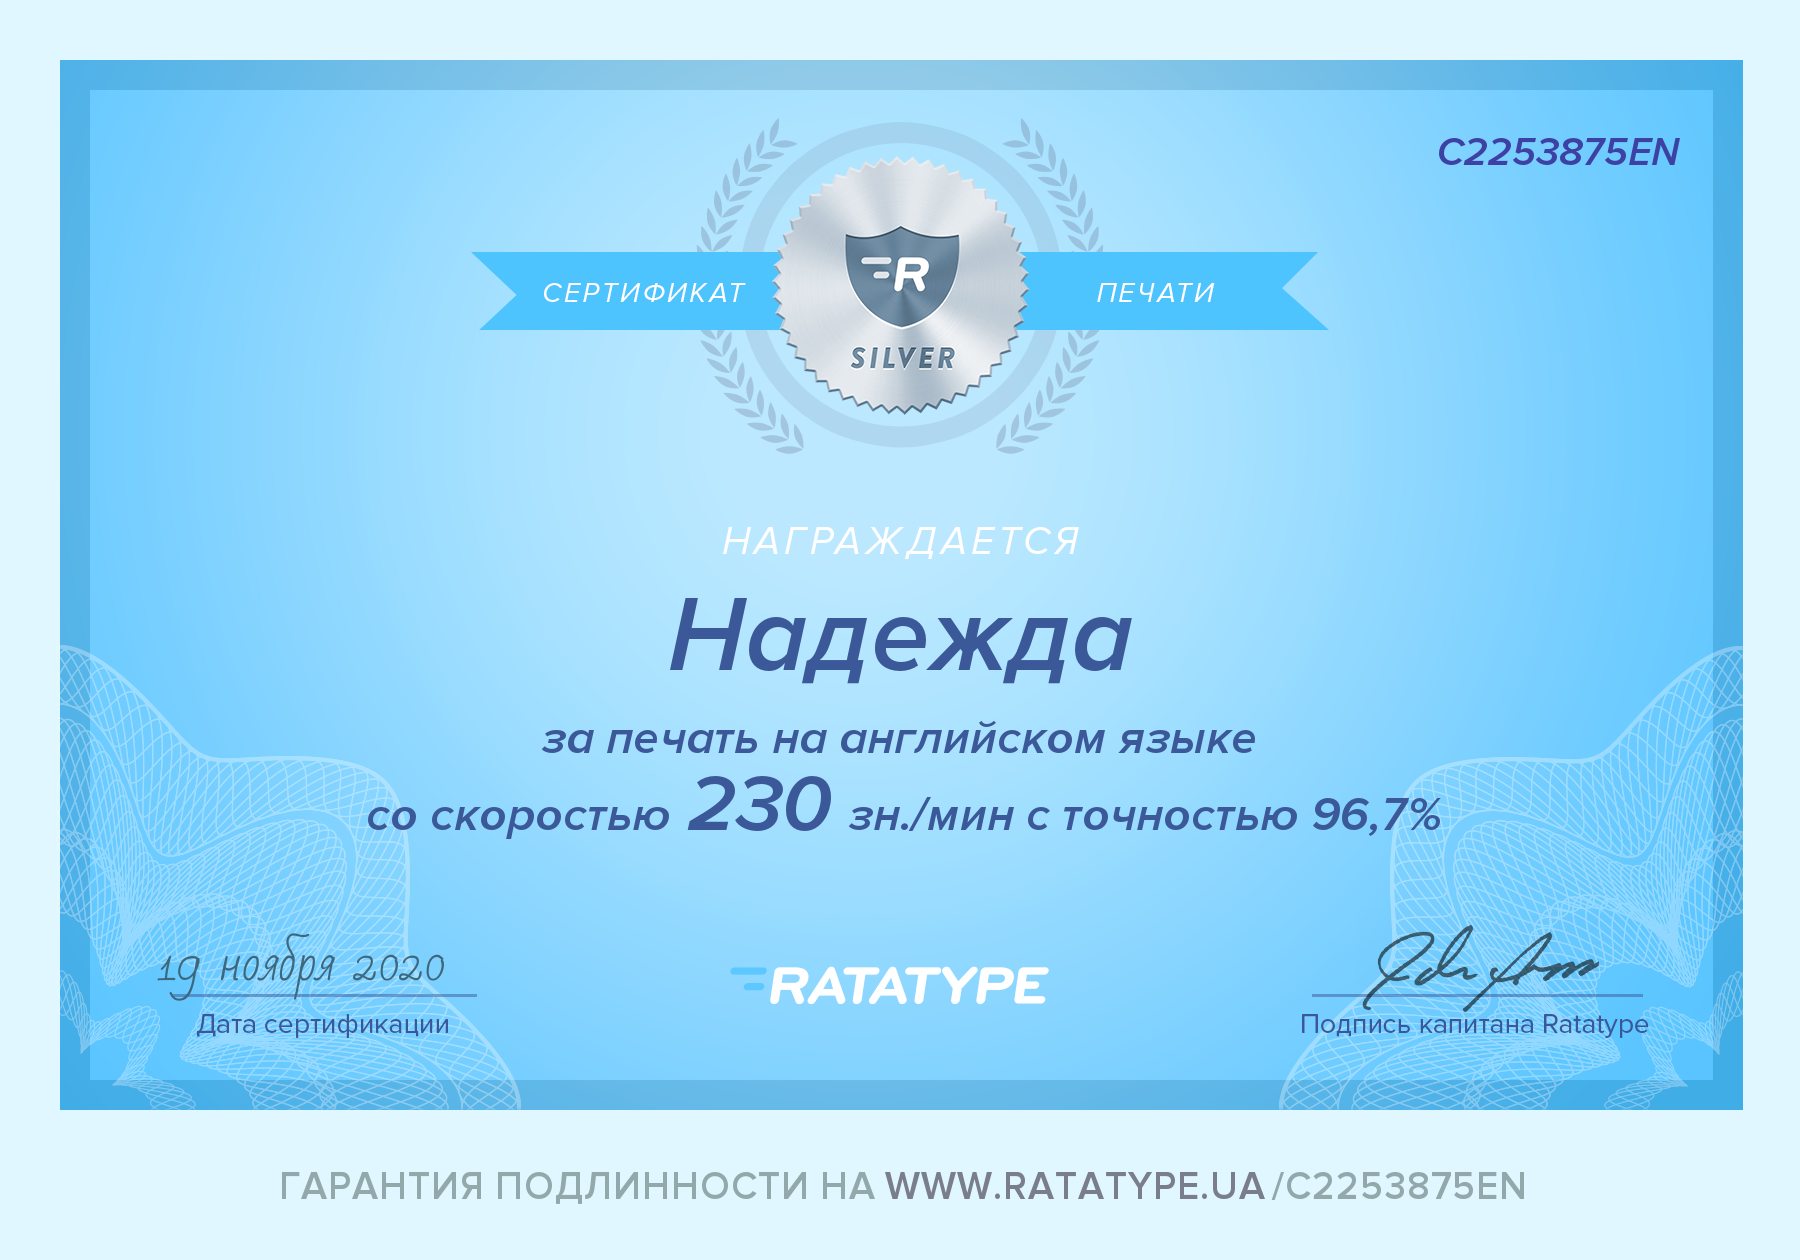 C2253875EN
СЕРТИФИКАТ ПЕЧАТИ
R
SILVER
НАГРАЖДАЕТСЯ
Надежда
за печать на английском языке
со скоростью 230 зн./мин с точностью 96,7%
19 ноября 2020
Дата сертификации
RATATYPE
Подпись капитана Ratatype
ГАРАНТИЯ ПОДЛИННОСТИ НА WWW.RATATYPE.UA/C2253875EN